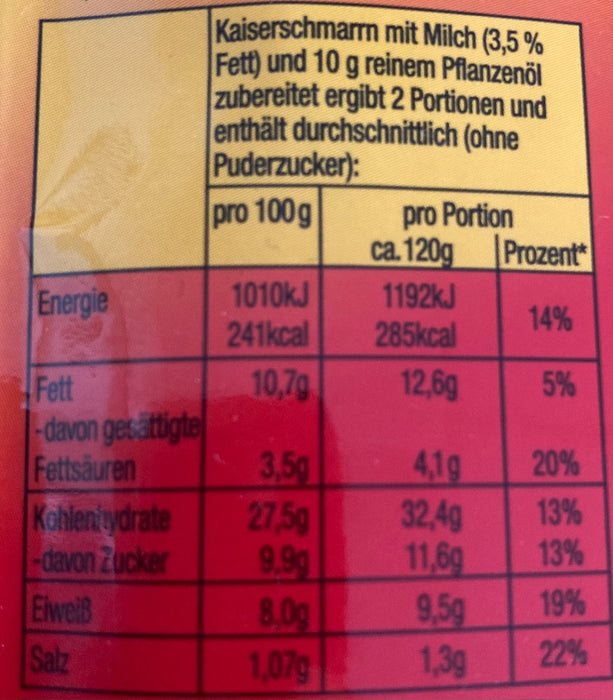 Kaiserschmarrn mit Milch (3,5 %
Fett) und 10 g reinem Pflanzenöl
zubereitet ergibt 2 Portionen und
enthält durchschnittlich (ohne
Puderzucker):
pro 100g pro Portion
ca. 120g Prozent*
Energie 1010kJ 1192kJ 14%
241kcal 285kcal
Fett 10,7g 12,6g 5%
-davon gesättigte
Fettsäuren 3,5g 4,1g 20%
Kohlenhydrate 27,5g 32,4g 13%
-davon Zucker 9,9g 11,6g 13%
Eiweiß 8,0g 9,5g 19%
Salz 1,07g 1,3g 22%